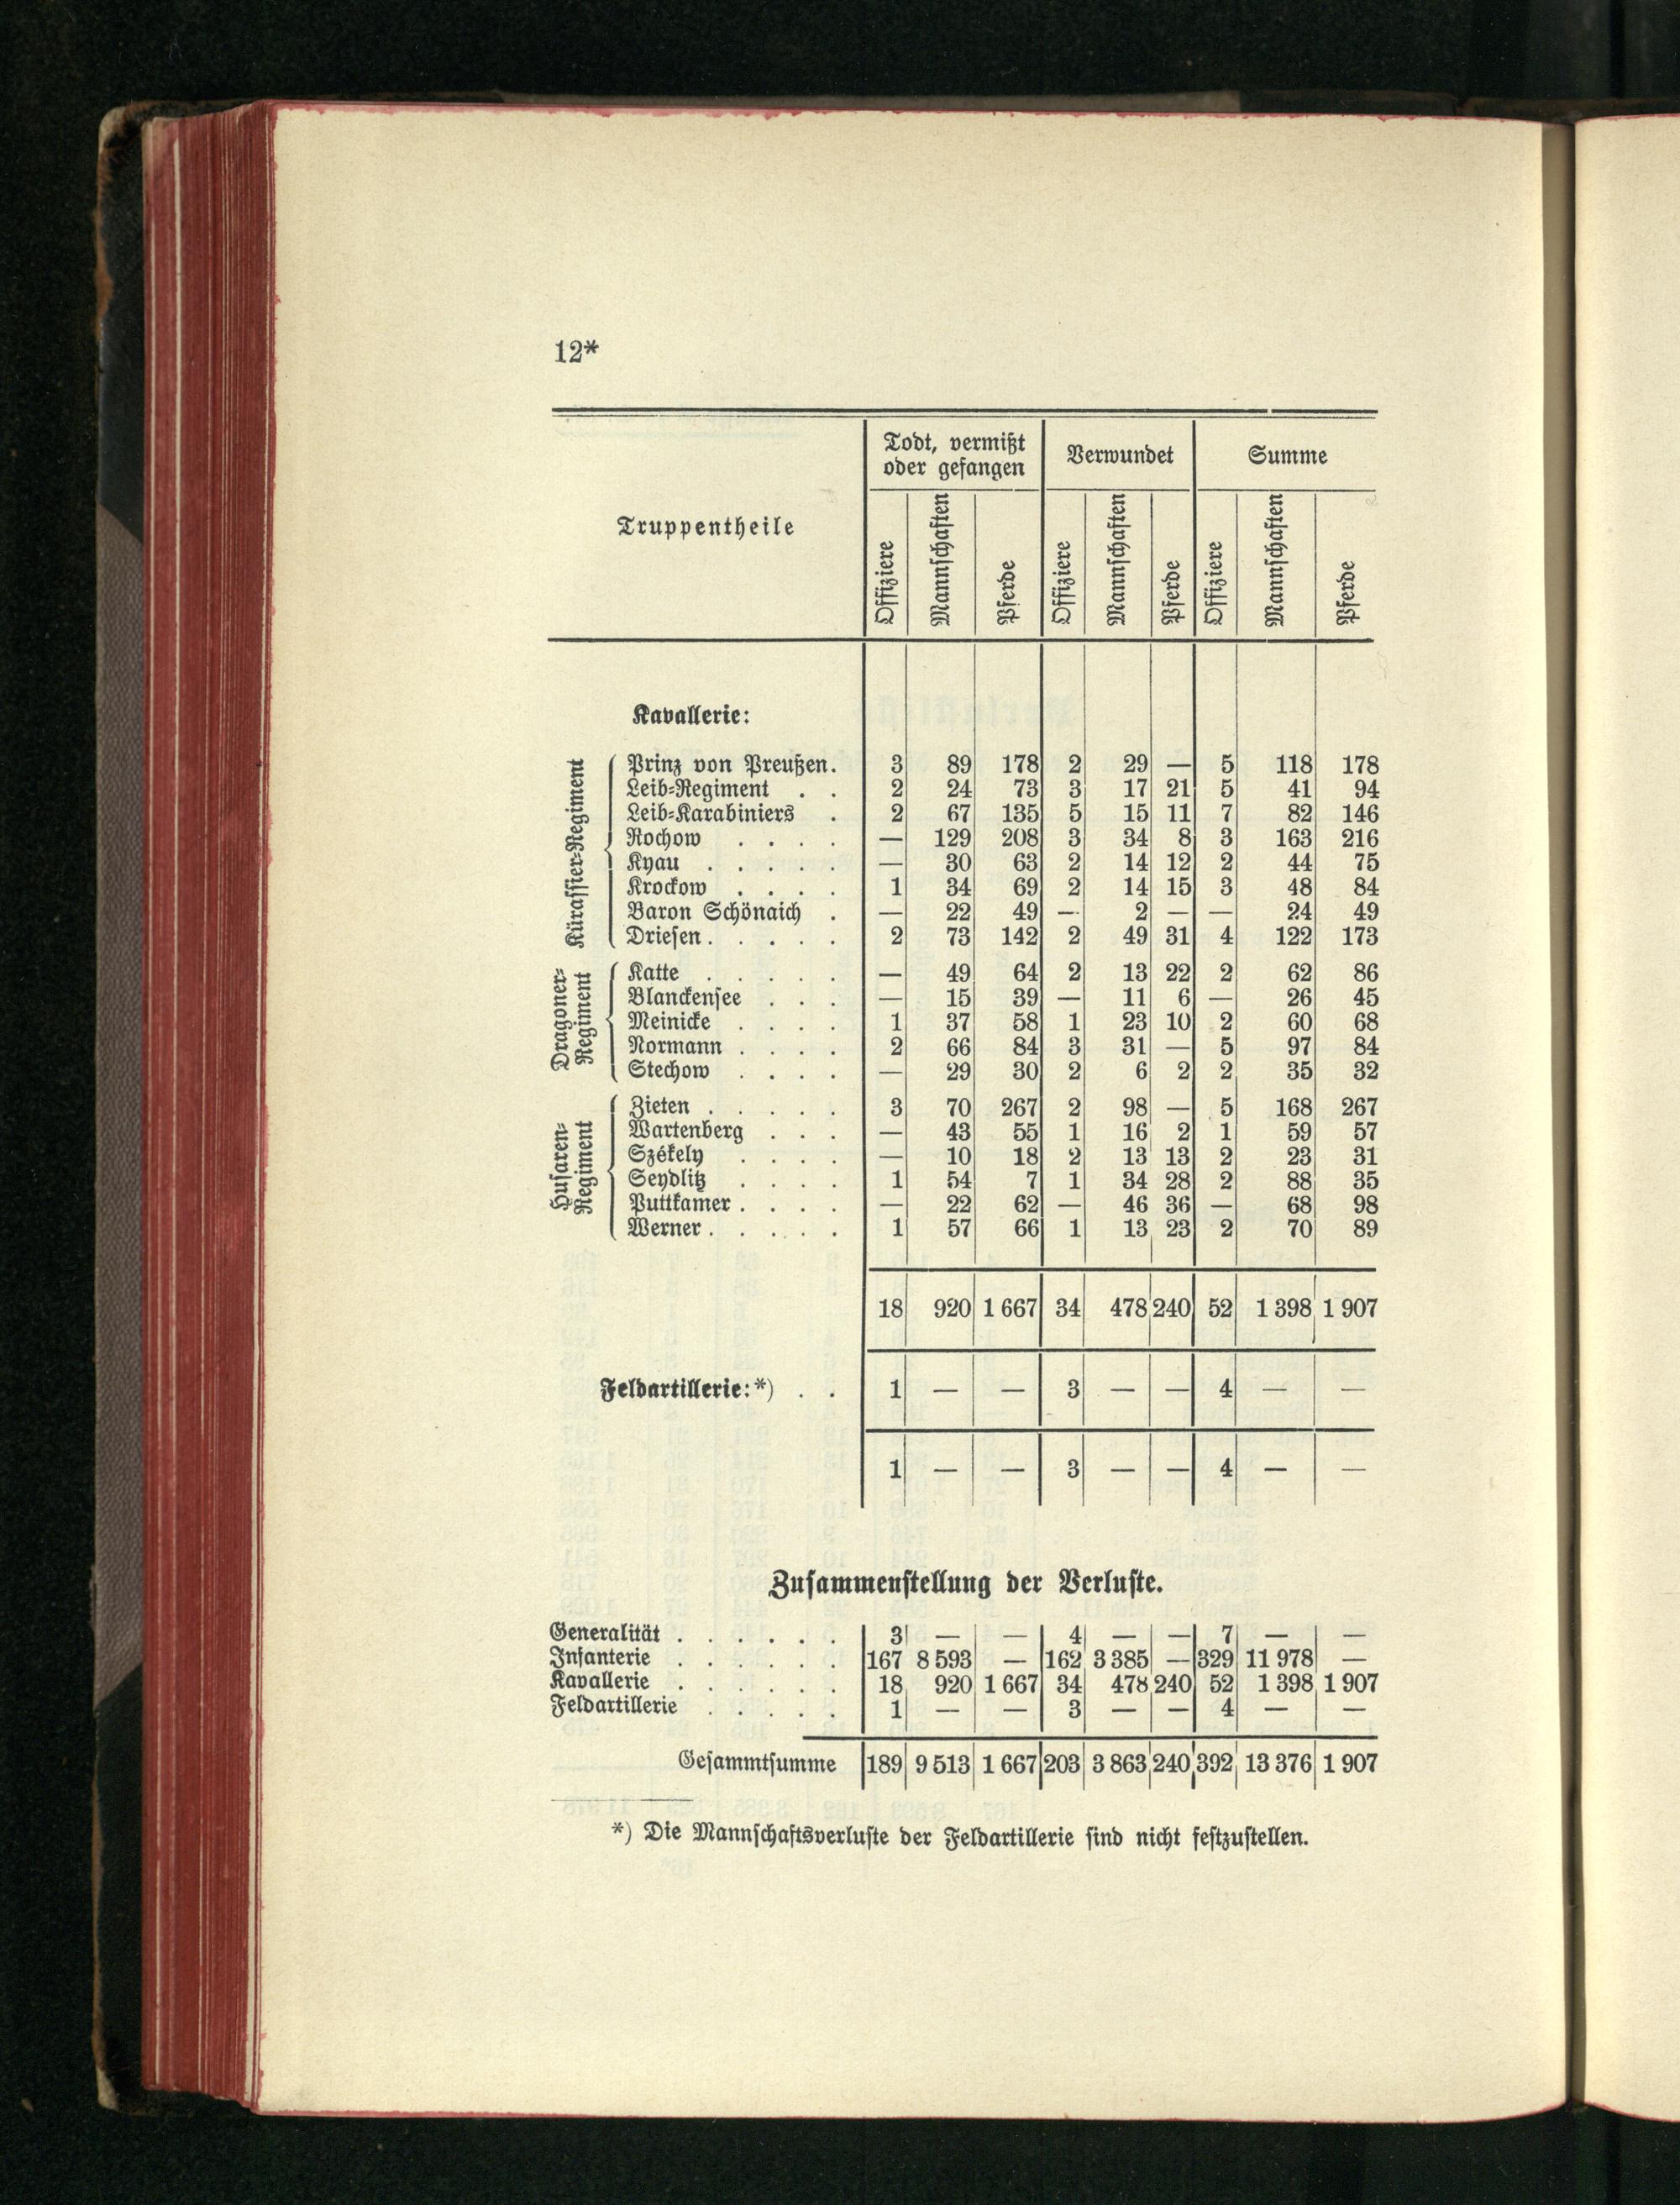 12*
Truppentheile
Todt, vermißt oder gefangen
Verwundet
Summe
Offiziere Mannschaften Pferde Offiziere Mannschaften Pferde Offiziere Mannschaften Pferde
Kavallerie:
Kürassier-Regiment
Prinz von Preußen. 3 89 178 2 29 — 5 118 178
Leib-Regiment . . 2 24 73 3 17 21 5 41 94
Leib-Karabiniers . 2 67 135 5 15 11 7 82 146
Rochow . . . . — 129 208 3 34 8 3 163 216
Kyau . . . . . — 30 63 2 14 12 2 44 75
Krockow . . . . 1 34 69 2 14 15 3 48 84
Baron Schönaich . — 22 49 — 2 — — 24 49
Driesen . . . . . 2 73 142 2 49 31 4 122 173
Dragoner-Regiment
Katte . . . . . — 49 64 2 13 22 2 62 86
Blanckensee . . . — 15 39 — 11 6 — 26 45
Meinicke . . . . 1 37 58 1 23 10 2 60 68
Normann . . . . 2 66 84 3 31 — 5 97 84
Stechow . . . . — 29 30 2 6 2 2 35 32
Husaren-Regiment
Zieten . . . . . 3 70 267 2 98 — 5 168 267
Wartenberg . . . — 43 55 1 16 2 1 59 57
Székely . . . . — 10 18 2 13 13 2 23 31
Seydlitz . . . . 1 54 7 1 34 28 2 88 35
Puttkamer . . . . — 22 62 — 46 36 — 68 98
Werner . . . . . 1 57 66 1 13 23 2 70 89
18 920 1 667 34 478 240 52 1 398 1 907
Feldartillerie:*) . . 1 — — 3 — — 4 — —
1 — — 3 — — 4 — —
Zusammenstellung der Verluste.
Generalität . . . . . . 3 — — 4 — — 7 — —
Infanterie . . . . . . 167 8 593 — 162 3 385 — 329 11 978 —
Kavallerie . . . . . . 18 920 1 667 34 478 240 52 1 398 1 907
Feldartillerie . . . . . 1 — — 3 — — 4 — —
Gesammtsumme 189 9 513 1 667 203 3 863 240 392 13 376 1 907
*) Die Mannschaftsverluste der Feldartillerie sind nicht festzustellen.